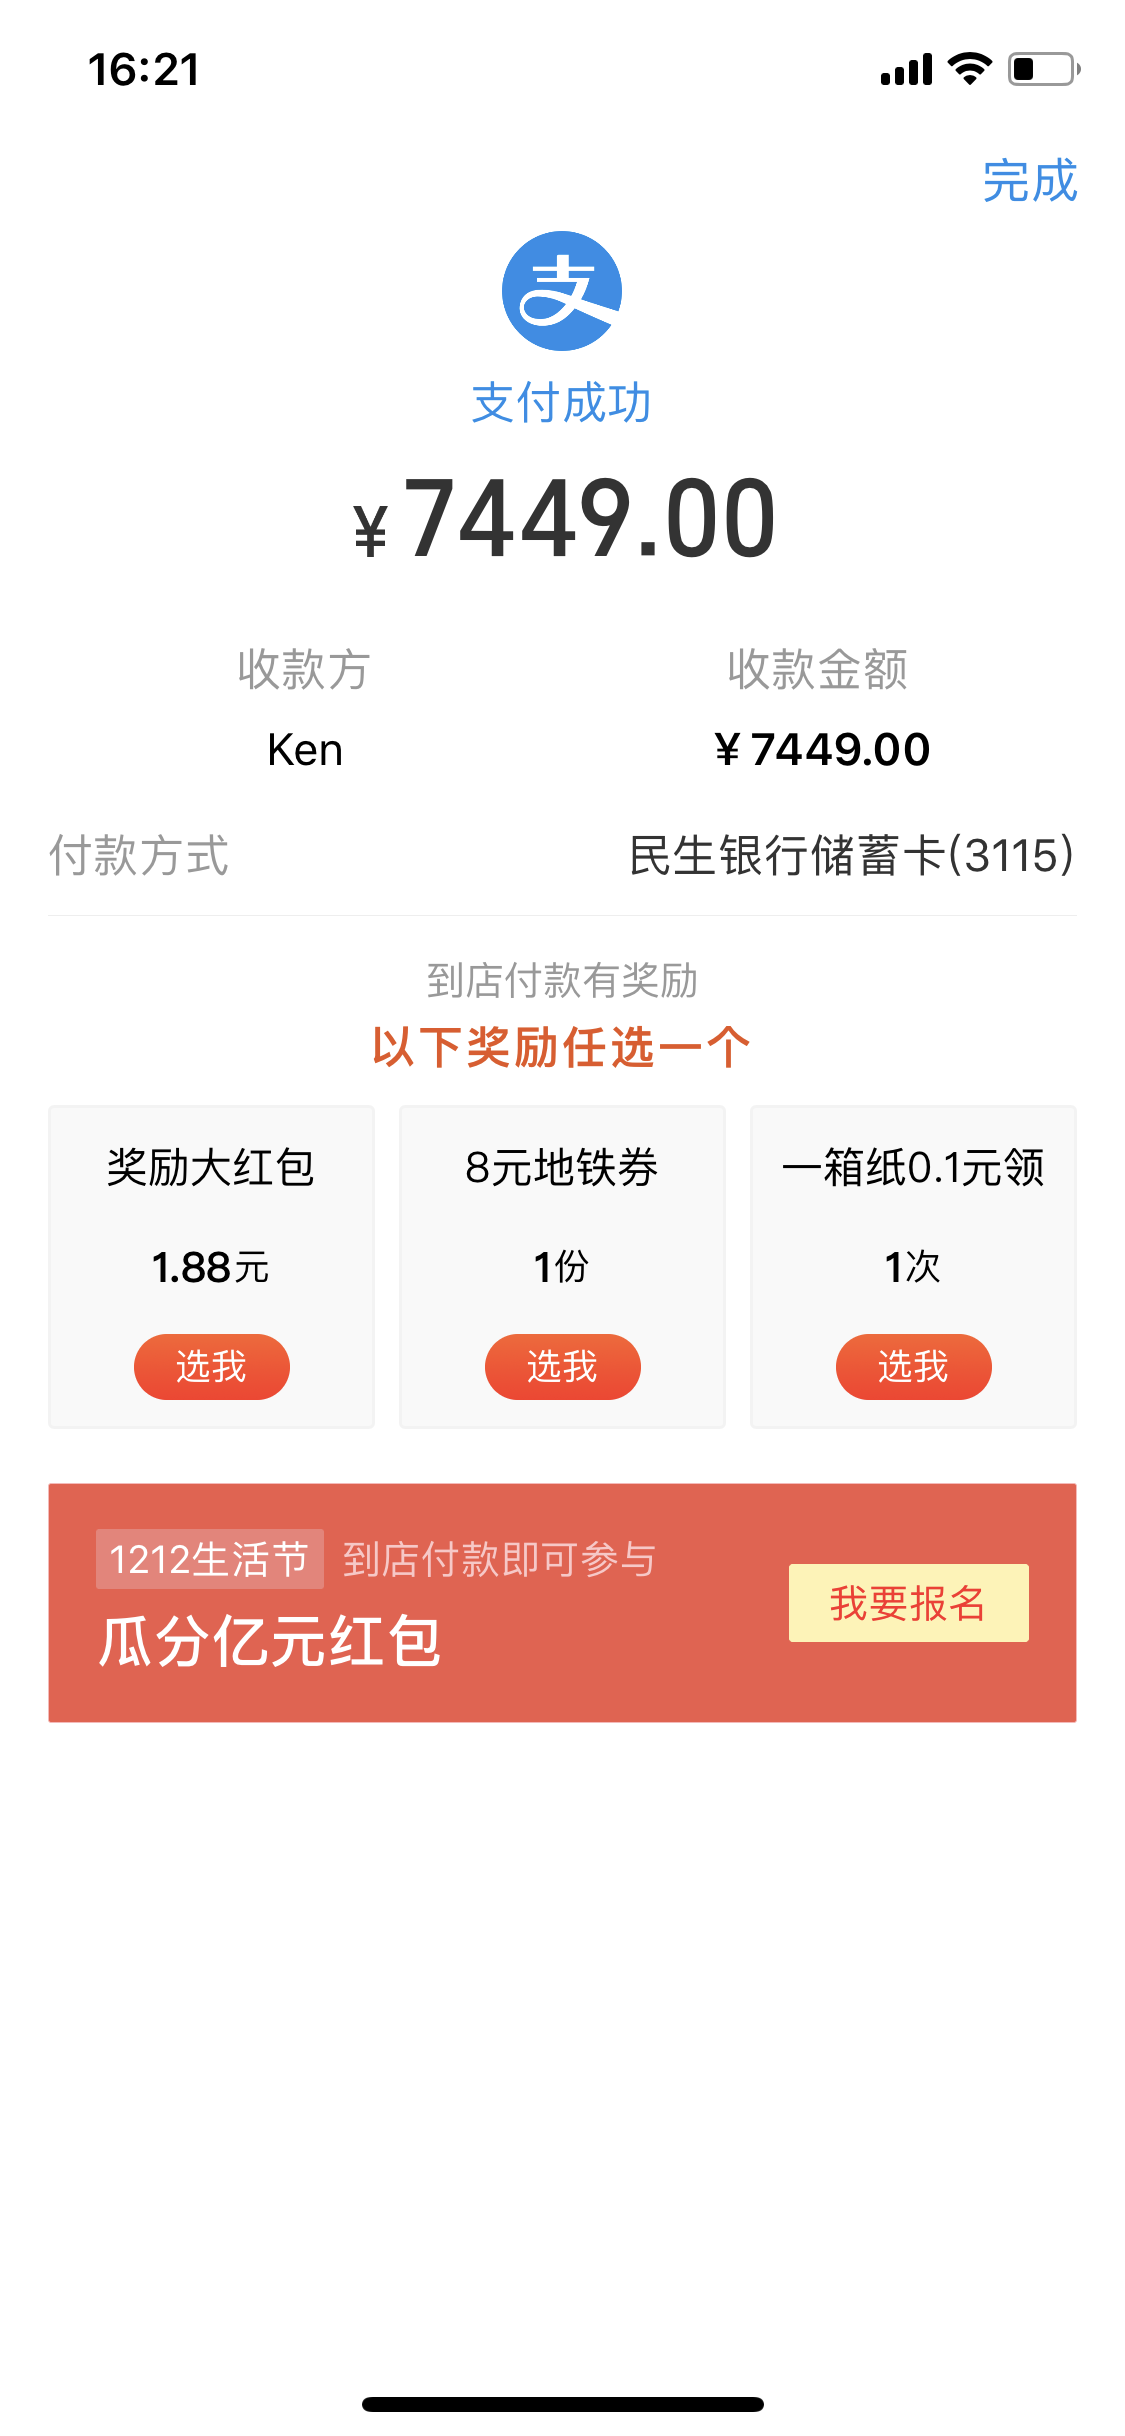 16:21
完成
支付成功
¥7449.00
收款方 收款金额
Ken ¥ 7449.00
付款方式 民生银行储蓄卡(3115)
到店付款有奖励
以下奖励任选一个
奖励大红包 8元地铁券 一箱纸0.1元领
1.88元 1份 1次
选我 选我 选我
1212生活节 到店付款即可参与
瓜分亿元红包
我要报名